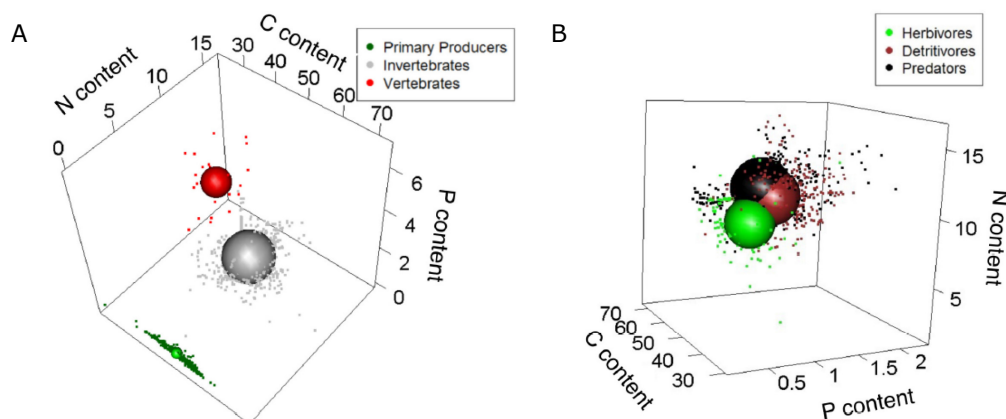 A
N content
0
5
10
15
C content
30
40
50
60
70
P content
6
4
2
0
Primary Producers
Invertebrates
Vertebrates
B
Herbivores
Detritivores
Predators
15
10
5
N content
70
60
50
40
30
C content
0.5
1
1.5
2
P content